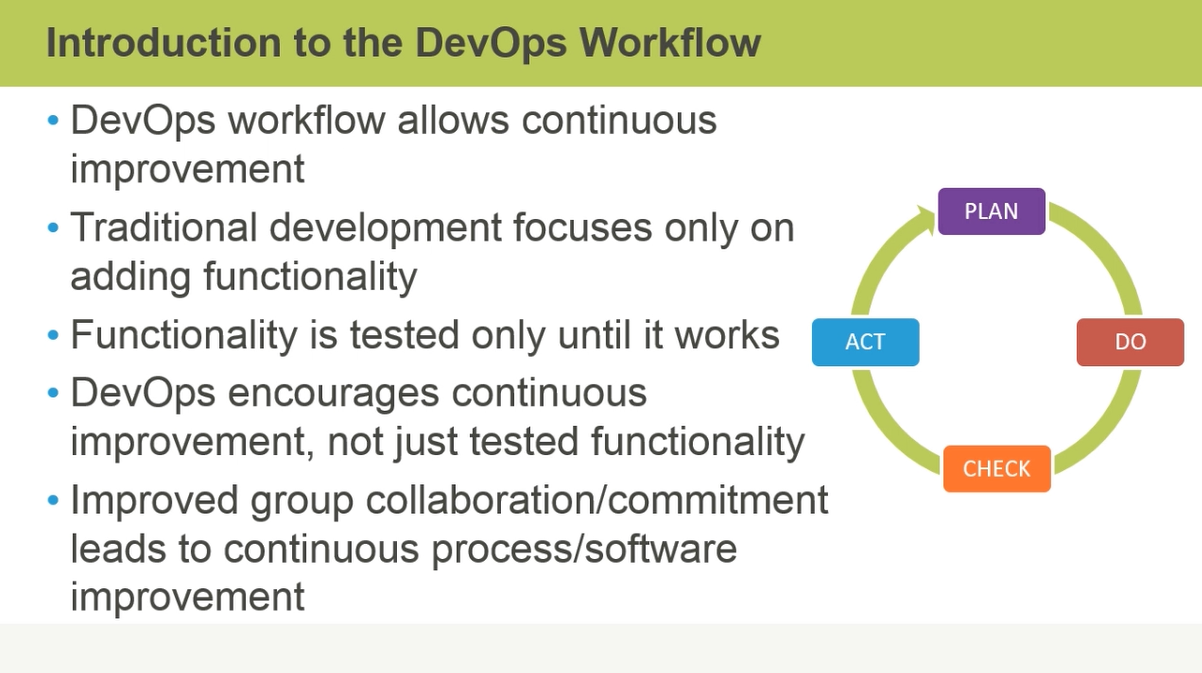 Introduction to the DevOps Workflow
• DevOps workflow allows continuous
improvement
• Traditional development focuses only on
adding functionality
• Functionality is tested only until it works
• DevOps encourages continuous
improvement, not just tested functionality
• Improved group collaboration/commitment
leads to continuous process/software
improvement
PLAN
DO
CHECK
ACT